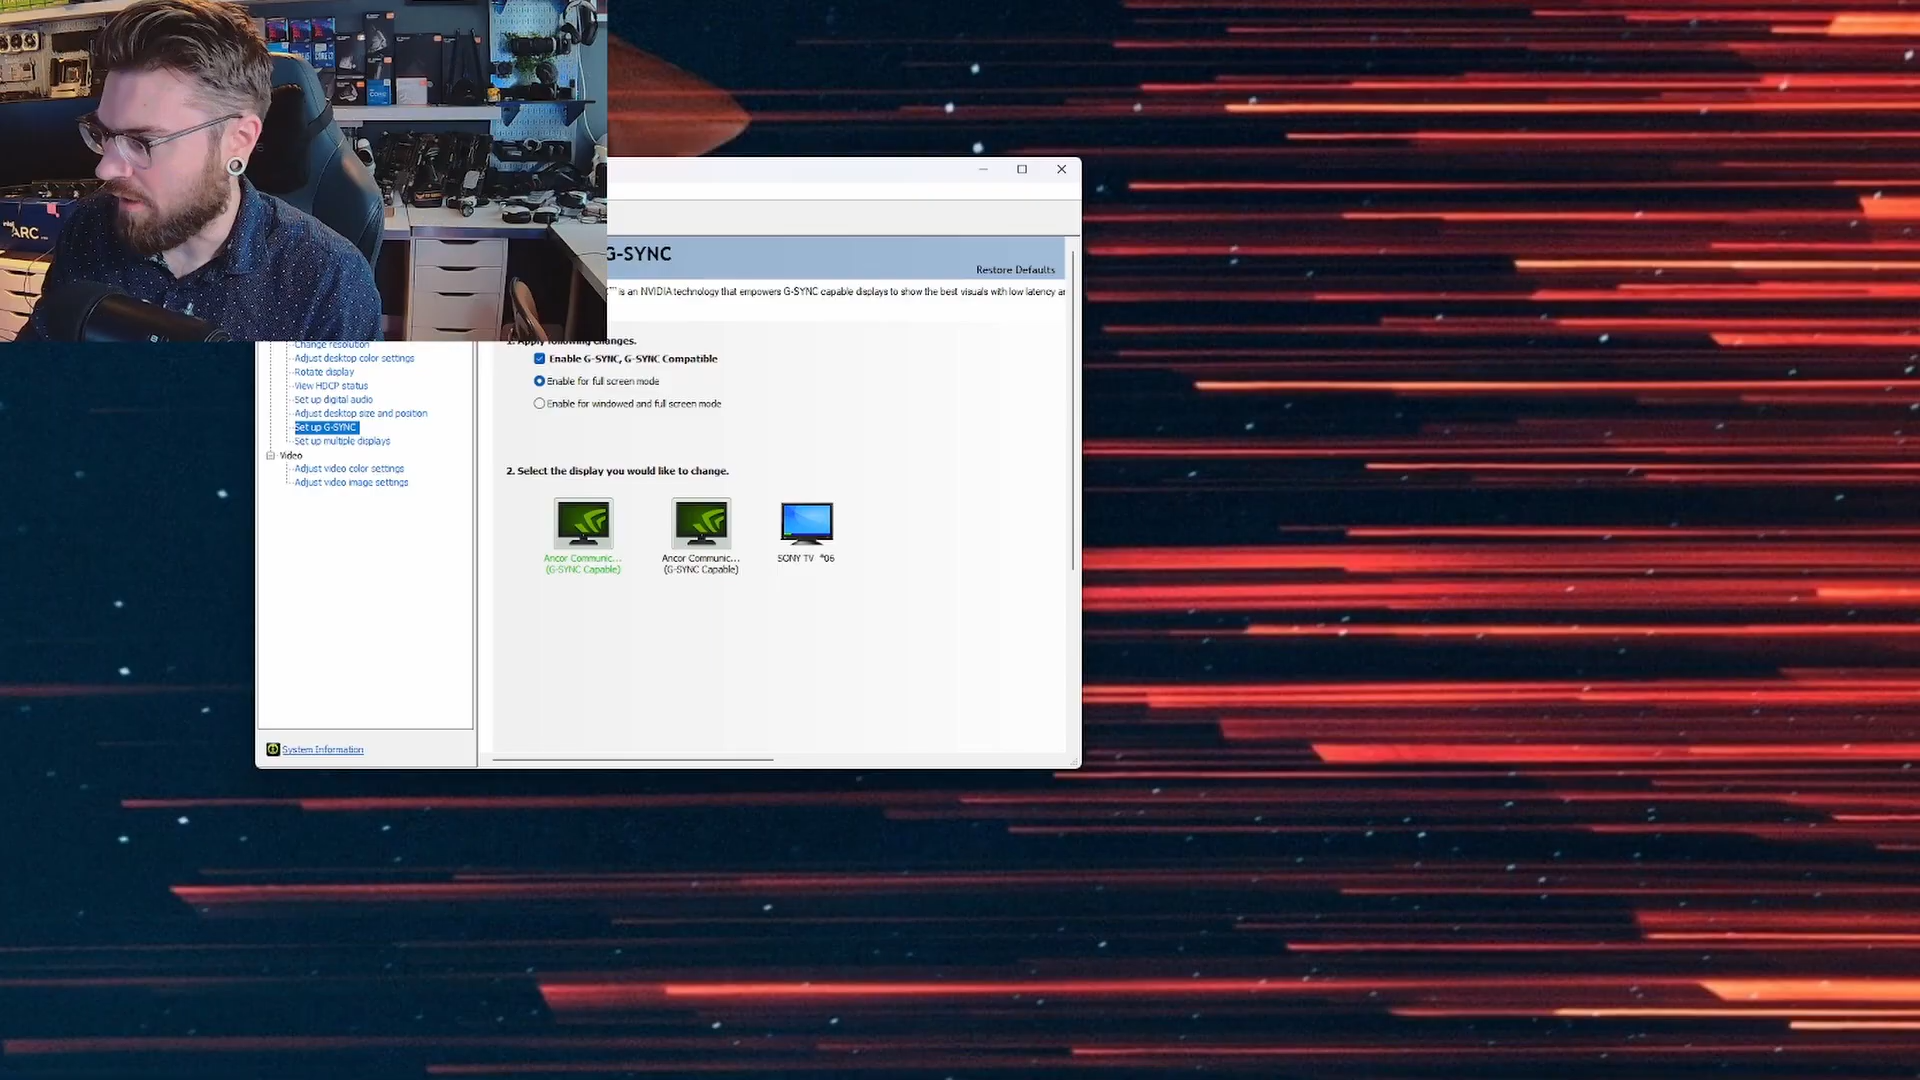 intel
ARC
CORE
G-SYNC
Restore Defaults
is an NVIDIA technology that empowers G-SYNC capable displays to show the best visuals with low latency ar
1. Apply following changes.
Enable G-SYNC, G-SYNC Compatible
Enable for full screen mode
Enable for windowed and full screen mode
Change resolution
Adjust desktop color settings
Rotate display
View HDCP status
Set up digital audio
Adjust desktop size and position
Set up G-SYNC
Set up multiple displays
Video
Adjust video color settings
Adjust video image settings
2. Select the display you would like to change.
Ancor Communic...
(G-SYNC Capable)
Ancor Communic...
(G-SYNC Capable)
SONY TV *06
System Information